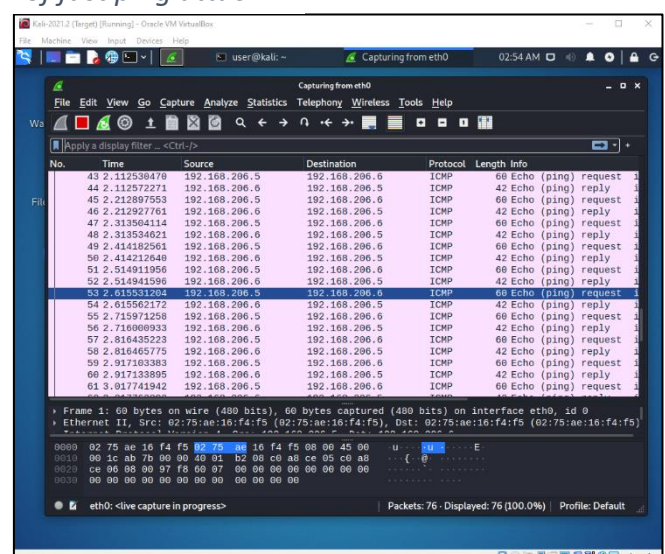 Kali-2021.2 (Target) [Running] - Oracle VM VirtualBox
File Machine View Input Devices Help
user@kali: ~ Capturing from eth0 02:54 AM
Capturing from eth0
File Edit View Go Capture Analyze Statistics Telephony Wireless Tools Help
Apply a display filter ... <Ctrl-/>
No. Time Source Destination Protocol Length Info
43 2.112530470 192.168.206.5 192.168.206.6 ICMP 60 Echo (ping) request
44 2.112572271 192.168.206.6 192.168.206.5 ICMP 42 Echo (ping) reply
45 2.212897553 192.168.206.5 192.168.206.6 ICMP 60 Echo (ping) request
46 2.212927761 192.168.206.6 192.168.206.5 ICMP 42 Echo (ping) reply
47 2.313504114 192.168.206.5 192.168.206.6 ICMP 60 Echo (ping) request
48 2.313534621 192.168.206.6 192.168.206.5 ICMP 42 Echo (ping) reply
49 2.414182561 192.168.206.5 192.168.206.6 ICMP 60 Echo (ping) request
50 2.414212640 192.168.206.6 192.168.206.5 ICMP 42 Echo (ping) reply
51 2.514911956 192.168.206.5 192.168.206.6 ICMP 60 Echo (ping) request
52 2.514941596 192.168.206.6 192.168.206.5 ICMP 42 Echo (ping) reply
53 2.615531204 192.168.206.5 192.168.206.6 ICMP 60 Echo (ping) request
54 2.615562172 192.168.206.6 192.168.206.5 ICMP 42 Echo (ping) reply
55 2.715971258 192.168.206.5 192.168.206.6 ICMP 60 Echo (ping) request
56 2.716000933 192.168.206.6 192.168.206.5 ICMP 42 Echo (ping) reply
57 2.816435223 192.168.206.5 192.168.206.6 ICMP 60 Echo (ping) request
58 2.816465775 192.168.206.6 192.168.206.5 ICMP 42 Echo (ping) reply
59 2.917103383 192.168.206.5 192.168.206.6 ICMP 60 Echo (ping) request
60 2.917133895 192.168.206.6 192.168.206.5 ICMP 42 Echo (ping) reply
61 3.017741942 192.168.206.5 192.168.206.6 ICMP 60 Echo (ping) request
Frame 1: 60 bytes on wire (480 bits), 60 bytes captured (480 bits) on interface eth0, id 0
Ethernet II, Src: 02:75:ae:16:f4:f5 (02:75:ae:16:f4:f5), Dst: 02:75:ae:16:f4:f5 (02:75:ae:16:f4:f5)
0000 02 75 ae 16 f4 f5 02 75 ae 16 f4 f5 08 00 45 00 ·u·····u ······E·
0010 00 1c ab 7b 00 00 40 01 b2 08 c0 a8 ce 05 c0 a8 ···{··@· ········
0020 ce 06 08 00 97 f8 60 07 00 00 00 00 00 00 00 00 ······`· ········
0030 00 00 00 00 00 00 00 00 00 00 00 00 ········ ····
eth0: <live capture in progress> Packets: 76 · Displayed: 76 (100.0%) Profile: Default